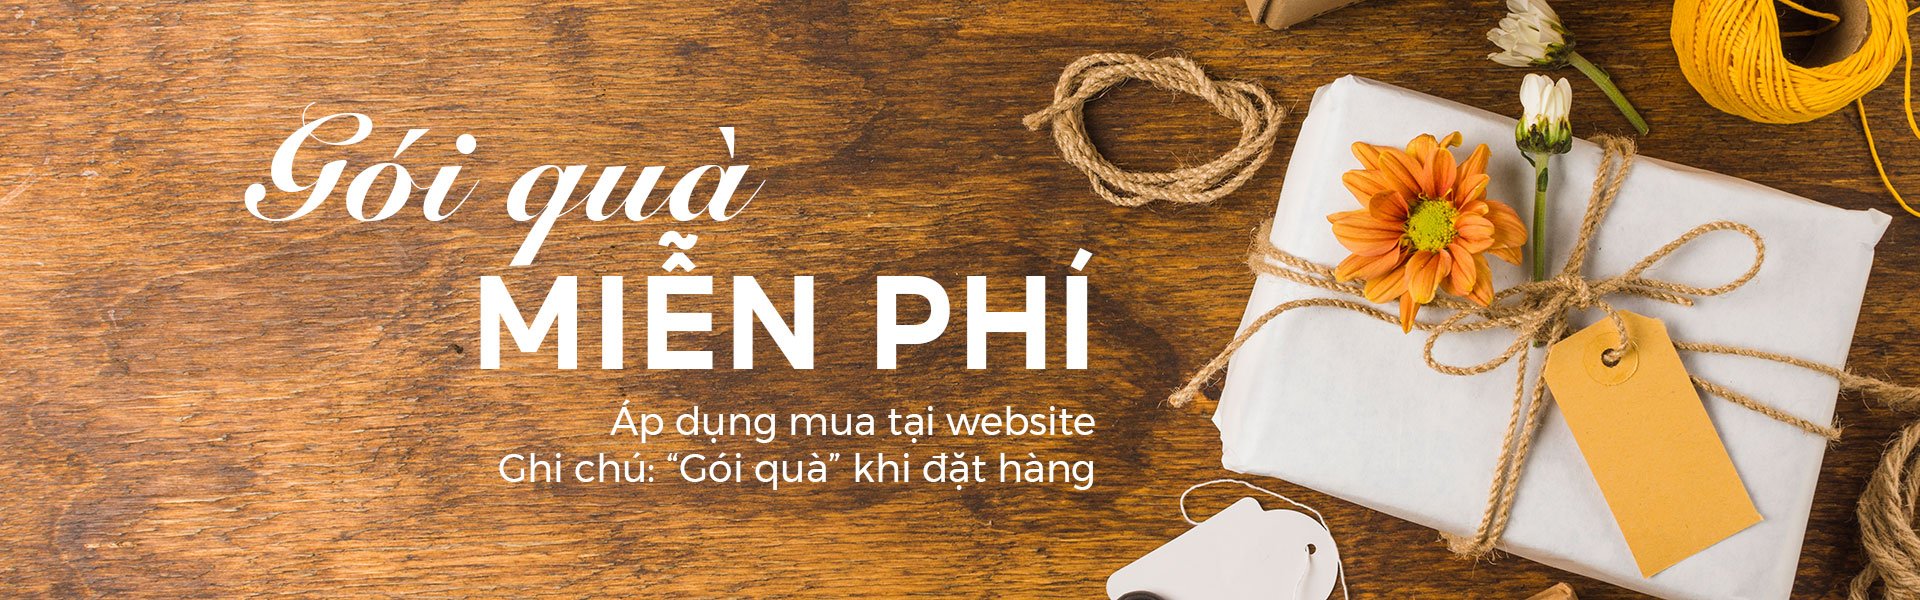 Gói quà
MIỄN PHÍ
Áp dụng mua tại website
Ghi chú: “Gói quà” khi đặt hàng